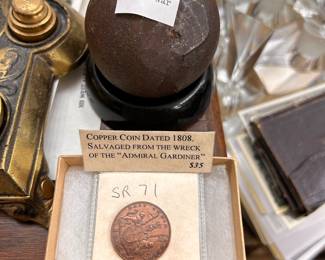 COPPER COIN DATED 1808,
SALVAGED FROM THE WRECK
OF THE "ADMIRAL GARDINER"
$35
SR 71